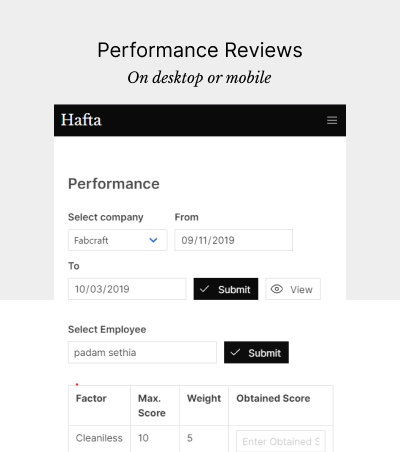 Performance Reviews
On desktop or mobile
Hafta
Performance
Select company From
Fabcraft 09/11/2019
To
10/03/2019 Submit View
Select Employee
padam sethia Submit
Factor Max. Score Weight Obtained Score
Cleaniless 10 5 Enter Obtained S